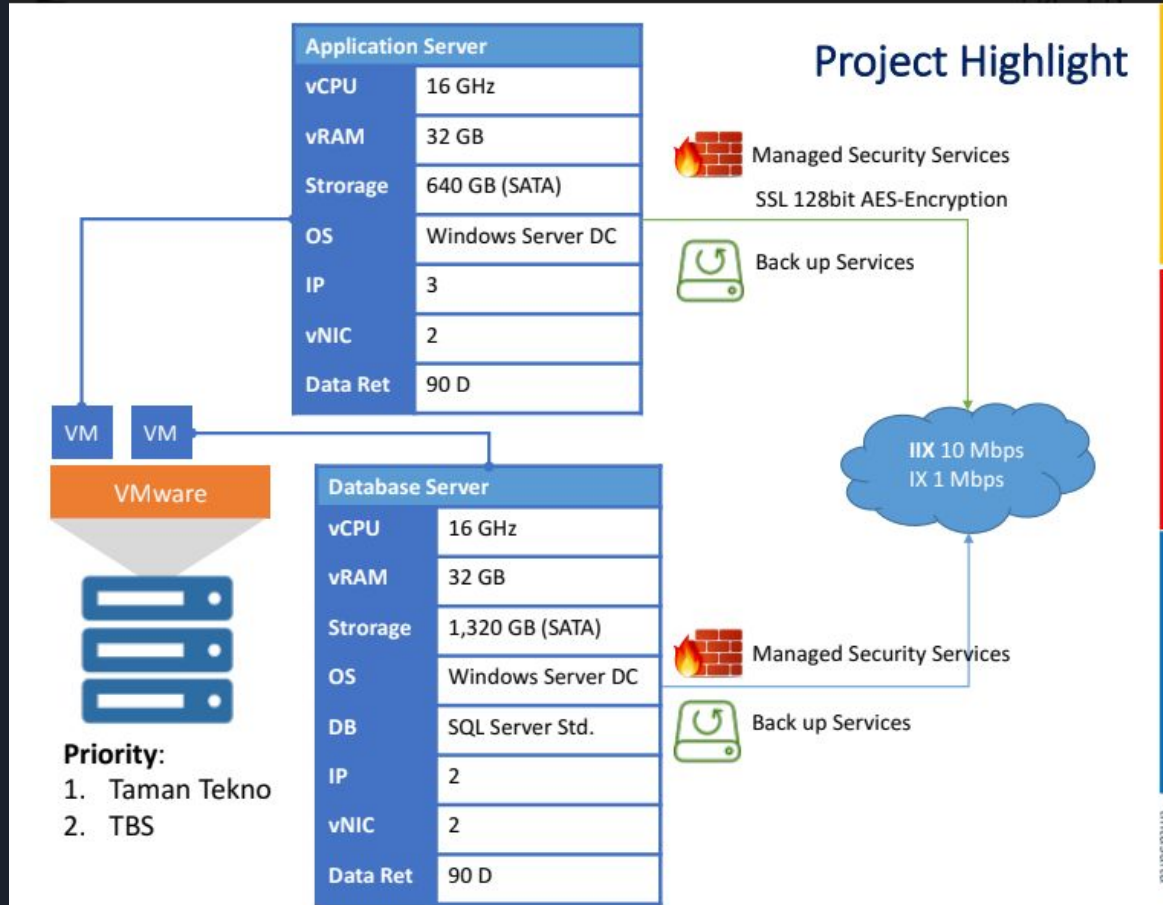 Project Highlight
Application Server
vCPU 16 GHz
vRAM 32 GB
Strorage 640 GB (SATA)
OS Windows Server DC
IP 3
vNIC 2
Data Ret 90 D
Managed Security Services
SSL 128bit AES-Encryption
Back up Services
VM VM
VMware
IIX 10 Mbps
IX 1 Mbps
Database Server
vCPU 16 GHz
vRAM 32 GB
Strorage 1,320 GB (SATA)
OS Windows Server DC
DB SQL Server Std.
IP 2
vNIC 2
Data Ret 90 D
Managed Security Services
Back up Services
Priority:
1. Taman Tekno
2. TBS